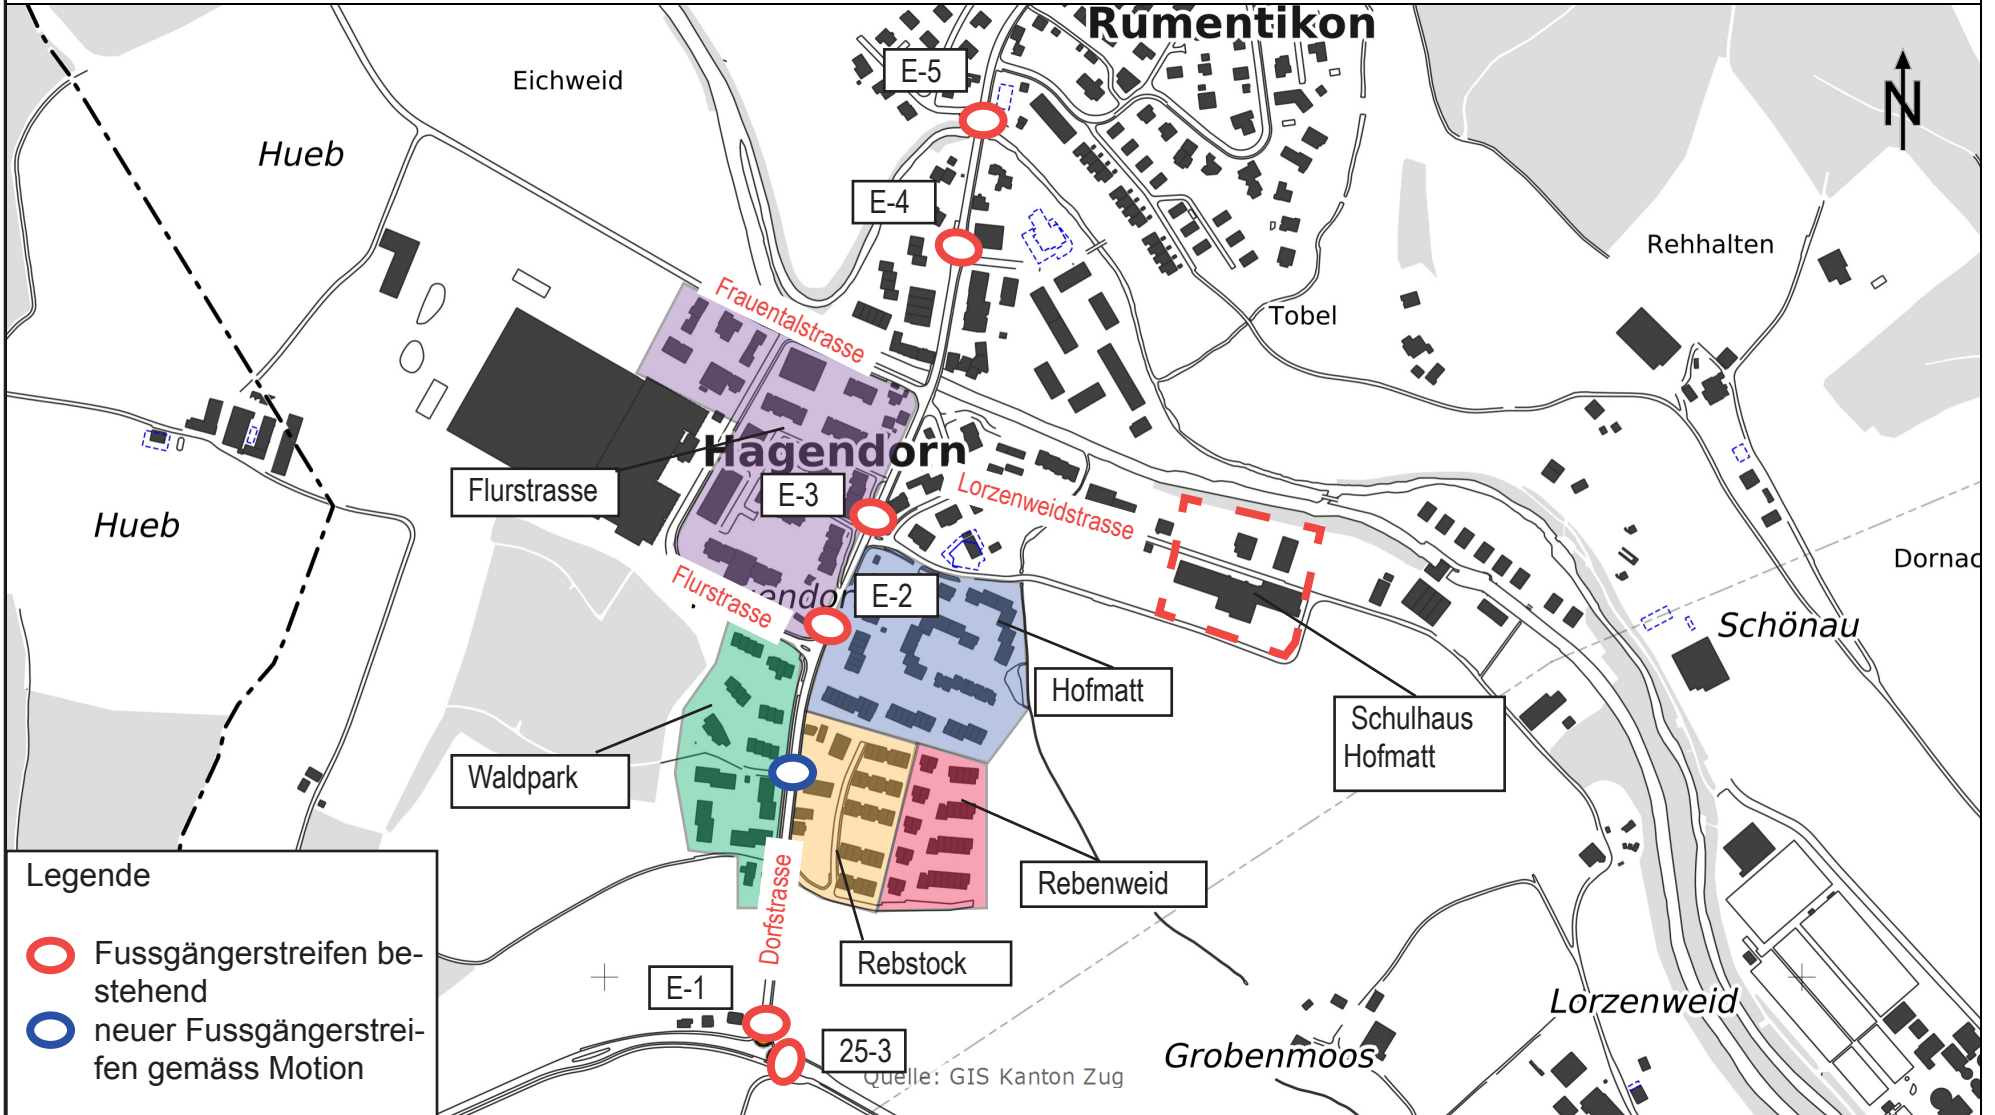 Rumentikon
E-5
Eichweid
N
Hueb
E-4
Rehhalten
Frauentalstrasse
Tobel
Hagendorn
Flurstrasse
E-3
Lorzenweidstrasse
Hueb
Dornac
Flurstrasse
endor
E-2
Schönau
Hofmatt
Schulhaus
Hofmatt
Waldpark
Rebenweid
Dorfstrasse
Rebstock
E-1
Lorzenweid
25-3
Grobenmoos
Quelle: GIS Kanton Zug
Legende
Fussgängerstreifen be-
stehend
neuer Fussgängerstrei-
fen gemäss Motion